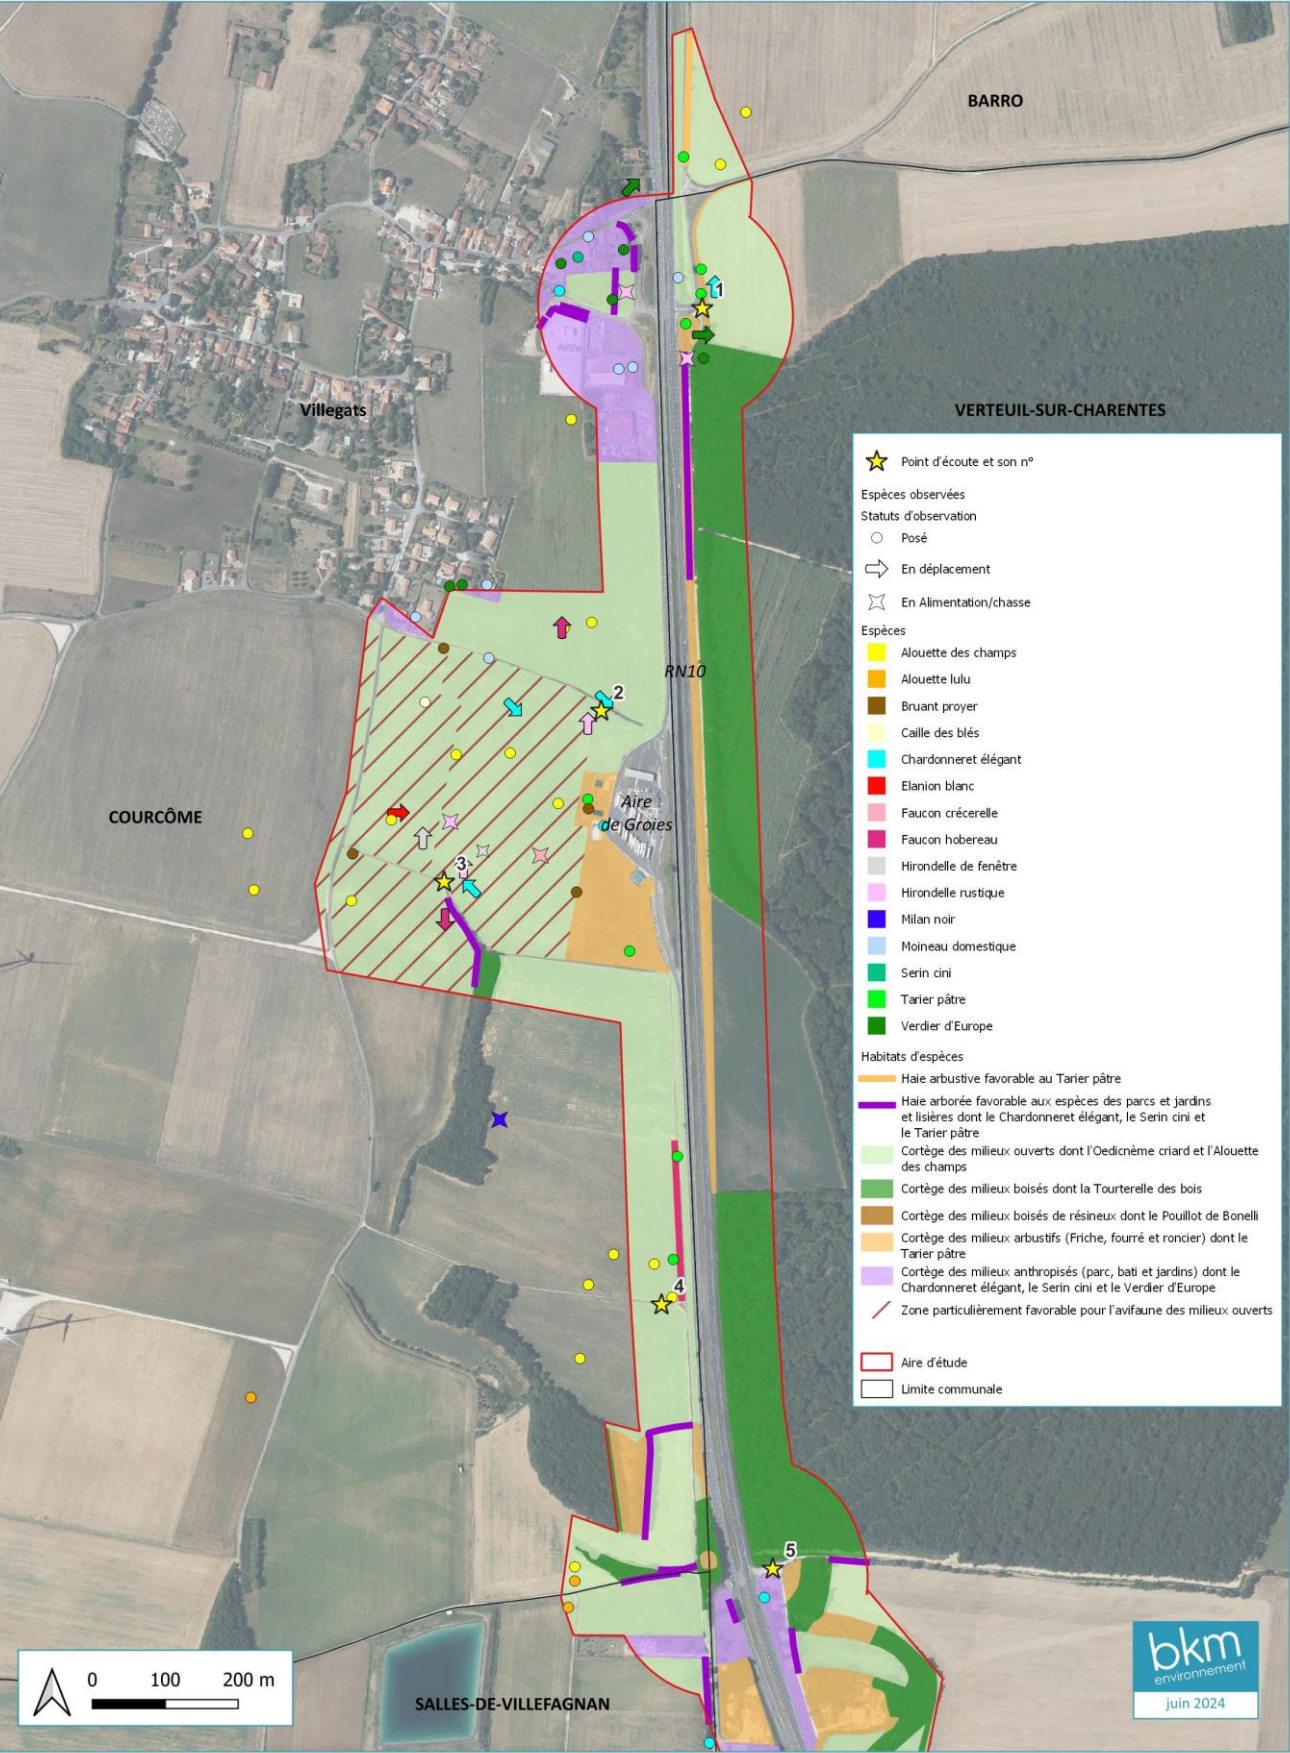 BARRO
1
Villegats
VERTEUIL-SUR-CHARENTES
RN10
2
COURCÔME
Aire
de Groies
3
4
5
SALLES-DE-VILLEFAGNAN
Point d'écoute et son n°
Espèces observées
Statuts d'observation
Posé
En déplacement
En Alimentation/chasse
Espèces
Alouette des champs
Alouette lulu
Bruant proyer
Caille des blés
Chardonneret élégant
Elanion blanc
Faucon crécerelle
Faucon hobereau
Hirondelle de fenêtre
Hirondelle rustique
Milan noir
Moineau domestique
Serin cini
Tarier pâtre
Verdier d'Europe
Habitats d'espèces
Haie arbustive favorable au Tarier pâtre
Haie arborée favorable aux espèces des parcs et jardins
et lisières dont le Chardonneret élégant, le Serin cini et
le Tarier pâtre
Cortège des milieux ouverts dont l'Oedicnème criard et l'Alouette
des champs
Cortège des milieux boisés dont la Tourterelle des bois
Cortège des milieux boisés de résineux dont le Pouillot de Bonelli
Cortège des milieux arbustifs (Friche, fourré et roncier) dont le
Tarier pâtre
Cortège des milieux anthropisés (parc, bati et jardins) dont le
Chardonneret élégant, le Serin cini et le Verdier d'Europe
Zone particulièrement favorable pour l'avifaune des milieux ouverts
Aire d'étude
Limite communale
0 100 200 m
bkm
environnement
juin 2024